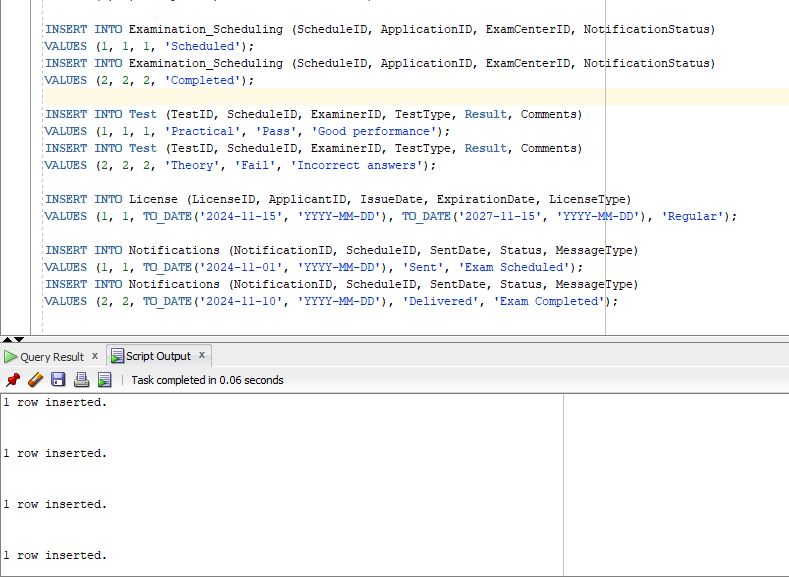 INSERT INTO Examination_Scheduling (ScheduleID, ApplicationID, ExamCenterID, NotificationStatus)
VALUES (1, 1, 1, 'Scheduled');
INSERT INTO Examination_Scheduling (ScheduleID, ApplicationID, ExamCenterID, NotificationStatus)
VALUES (2, 2, 2, 'Completed');
INSERT INTO Test (TestID, ScheduleID, ExaminerID, TestType, Result, Comments)
VALUES (1, 1, 1, 'Practical', 'Pass', 'Good performance');
INSERT INTO Test (TestID, ScheduleID, ExaminerID, TestType, Result, Comments)
VALUES (2, 2, 2, 'Theory', 'Fail', 'Incorrect answers');
INSERT INTO License (LicenseID, ApplicantID, IssueDate, ExpirationDate, LicenseType)
VALUES (1, 1, TO_DATE('2024-11-15', 'YYYY-MM-DD'), TO_DATE('2027-11-15', 'YYYY-MM-DD'), 'Regular');
INSERT INTO Notifications (NotificationID, ScheduleID, SentDate, Status, MessageType)
VALUES (1, 1, TO_DATE('2024-11-01', 'YYYY-MM-DD'), 'Sent', 'Exam Scheduled');
INSERT INTO Notifications (NotificationID, ScheduleID, SentDate, Status, MessageType)
VALUES (2, 2, TO_DATE('2024-11-10', 'YYYY-MM-DD'), 'Delivered', 'Exam Completed');
Query Result x Script Output x
Task completed in 0.06 seconds
1 row inserted.
1 row inserted.
1 row inserted.
1 row inserted.